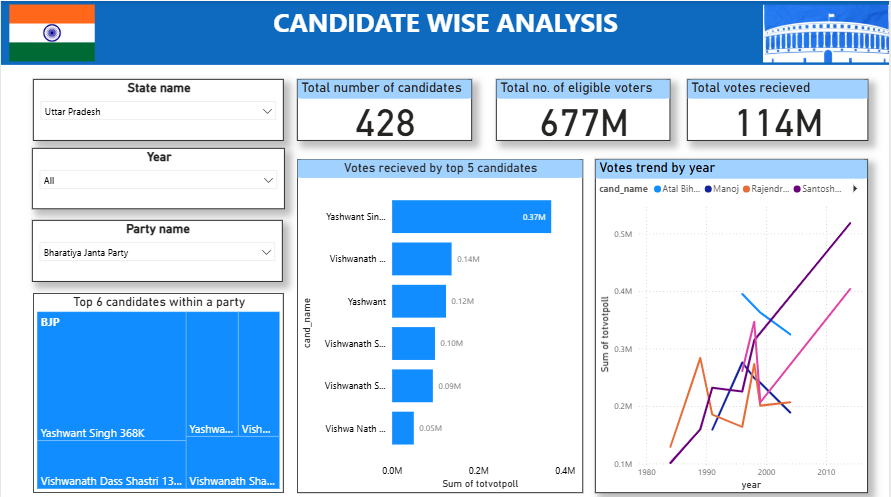 CANDIDATE WISE ANALYSIS
State name
Uttar Pradesh
Year
All
Party name
Bharatiya Janta Party
Total number of candidates
428
Total no. of eligible voters
677M
Total votes recieved
114M
Top 6 candidates within a party
BJP
Yashwant Singh 368K
Yashwa...
Vish...
Vishwanath Dass Shastri 13...
Vishwanath Sha...
Votes recieved by top 5 candidates
cand_name
Yashwant Sin...
0.37M
Vishwanath ...
0.14M
Yashwant
0.12M
Vishwanath S...
0.10M
Vishwanath S...
0.09M
Vishwa Nath ...
0.05M
0.0M 0.2M 0.4M
Sum of totvotpoll
Votes trend by year
cand_name Atal Bih... Manoj Rajendr... Santosh...
Sum of totvotpoll
0.5M
0.4M
0.3M
0.2M
0.1M
1980 1990 2000 2010
year